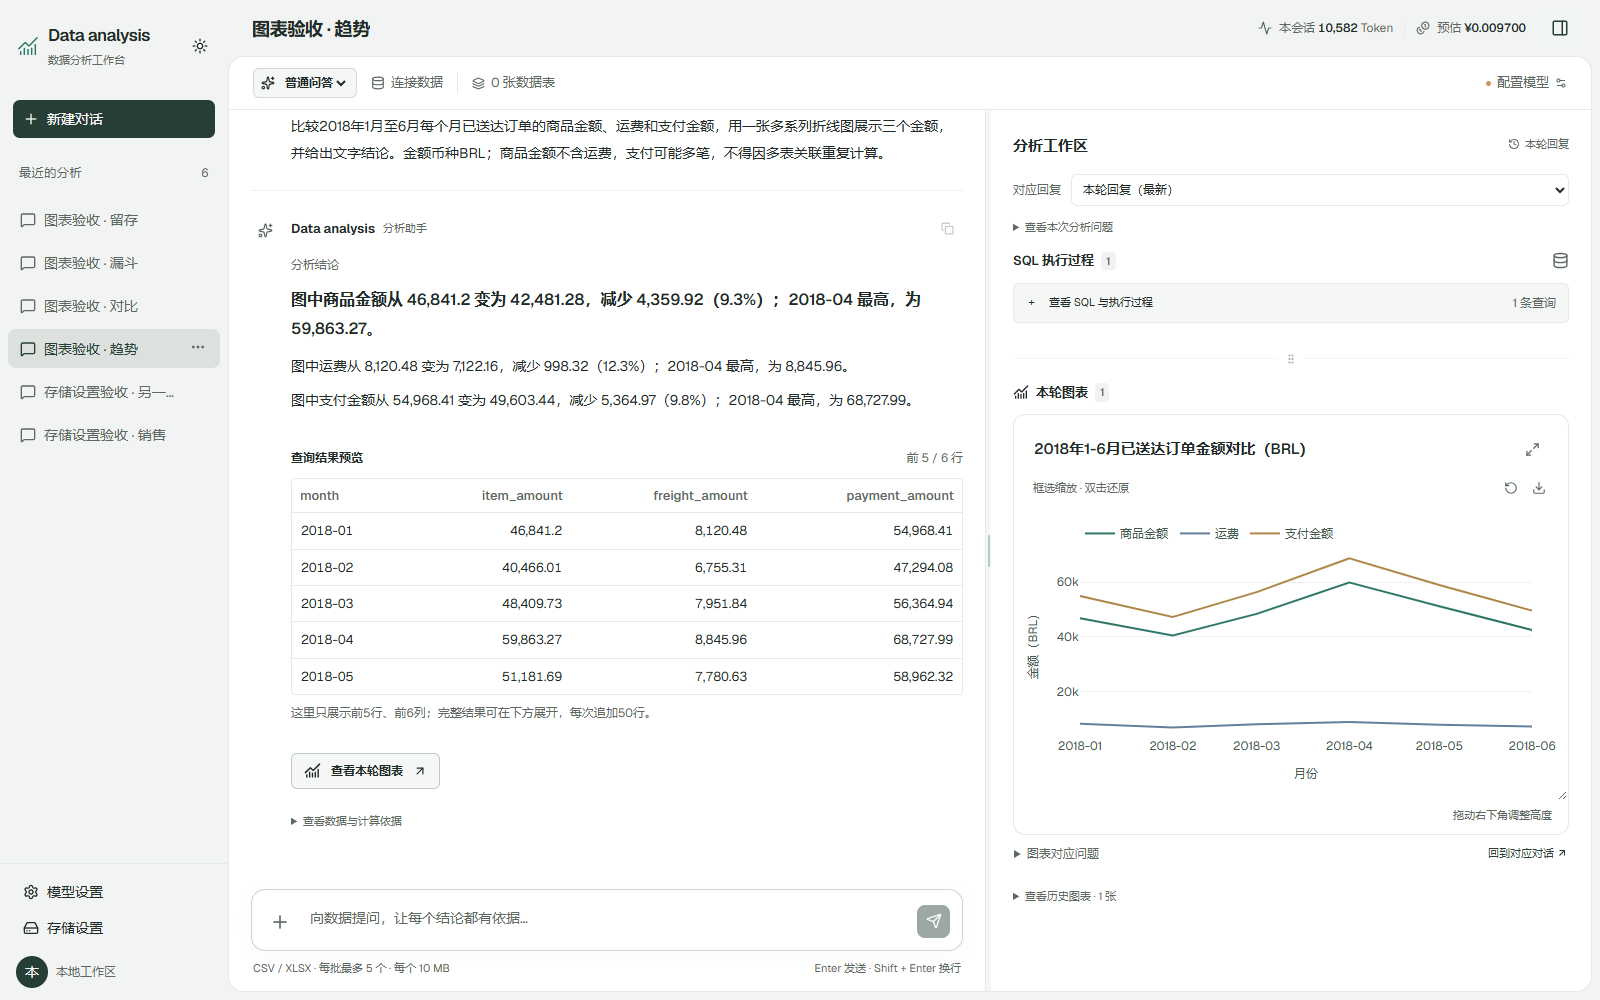 Data analysis
数据分析工作台
新建对话
最近的分析 6
图表验收 · 留存
图表验收 · 漏斗
图表验收 · 对比
图表验收 · 趋势
存储设置验收 · 另一...
存储设置验收 · 销售
模型设置
存储设置
本 本地工作区
图表验收 · 趋势
本会话 10,582 Token
预估 ¥0.009700
普通问答
连接数据
0 张数据表
配置模型
比较2018年1月至6月每个月已送达订单的商品金额、运费和支付金额，用一张多系列折线图展示三个金额，
并给出文字结论。金额币种BRL；商品金额不含运费，支付可能多笔，不得因多表关联重复计算。
Data analysis 分析助手
分析结论
图中商品金额从 46,841.2 变为 42,481.28，减少 4,359.92（9.3%）；2018-04 最高，为
59,863.27。
图中运费从 8,120.48 变为 7,122.16，减少 998.32（12.3%）；2018-04 最高，为 8,845.96。
图中支付金额从 54,968.41 变为 49,603.44，减少 5,364.97（9.8%）；2018-04 最高，为 68,727.99。
查询结果预览 前 5 / 6 行
month item_amount freight_amount payment_amount
2018-01 46,841.2 8,120.48 54,968.41
2018-02 40,466.01 6,755.31 47,294.08
2018-03 48,409.73 7,951.84 56,364.94
2018-04 59,863.27 8,845.96 68,727.99
2018-05 51,181.69 7,780.63 58,962.32
这里只展示前5行、前6列；完整结果可在下方展开，每次追加50行。
查看本轮图表
查看数据与计算依据
向数据提问，让每个结论都有依据...
CSV / XLSX · 每批最多 5 个 · 每个 10 MB
Enter 发送 · Shift + Enter 换行
分析工作区
本轮回复
对应回复 本轮回复（最新）
查看本次分析问题
SQL 执行过程 1
+ 查看 SQL 与执行过程 1 条查询
本轮图表 1
2018年1-6月已送达订单金额对比（BRL）
框选缩放 · 双击还原
商品金额 运费 支付金额
金额（BRL）
60k
40k
20k
2018-01 2018-02 2018-03 2018-04 2018-05 2018-06
月份
拖动右下角调整高度
图表对应问题
回到对应对话
查看历史图表 · 1 张